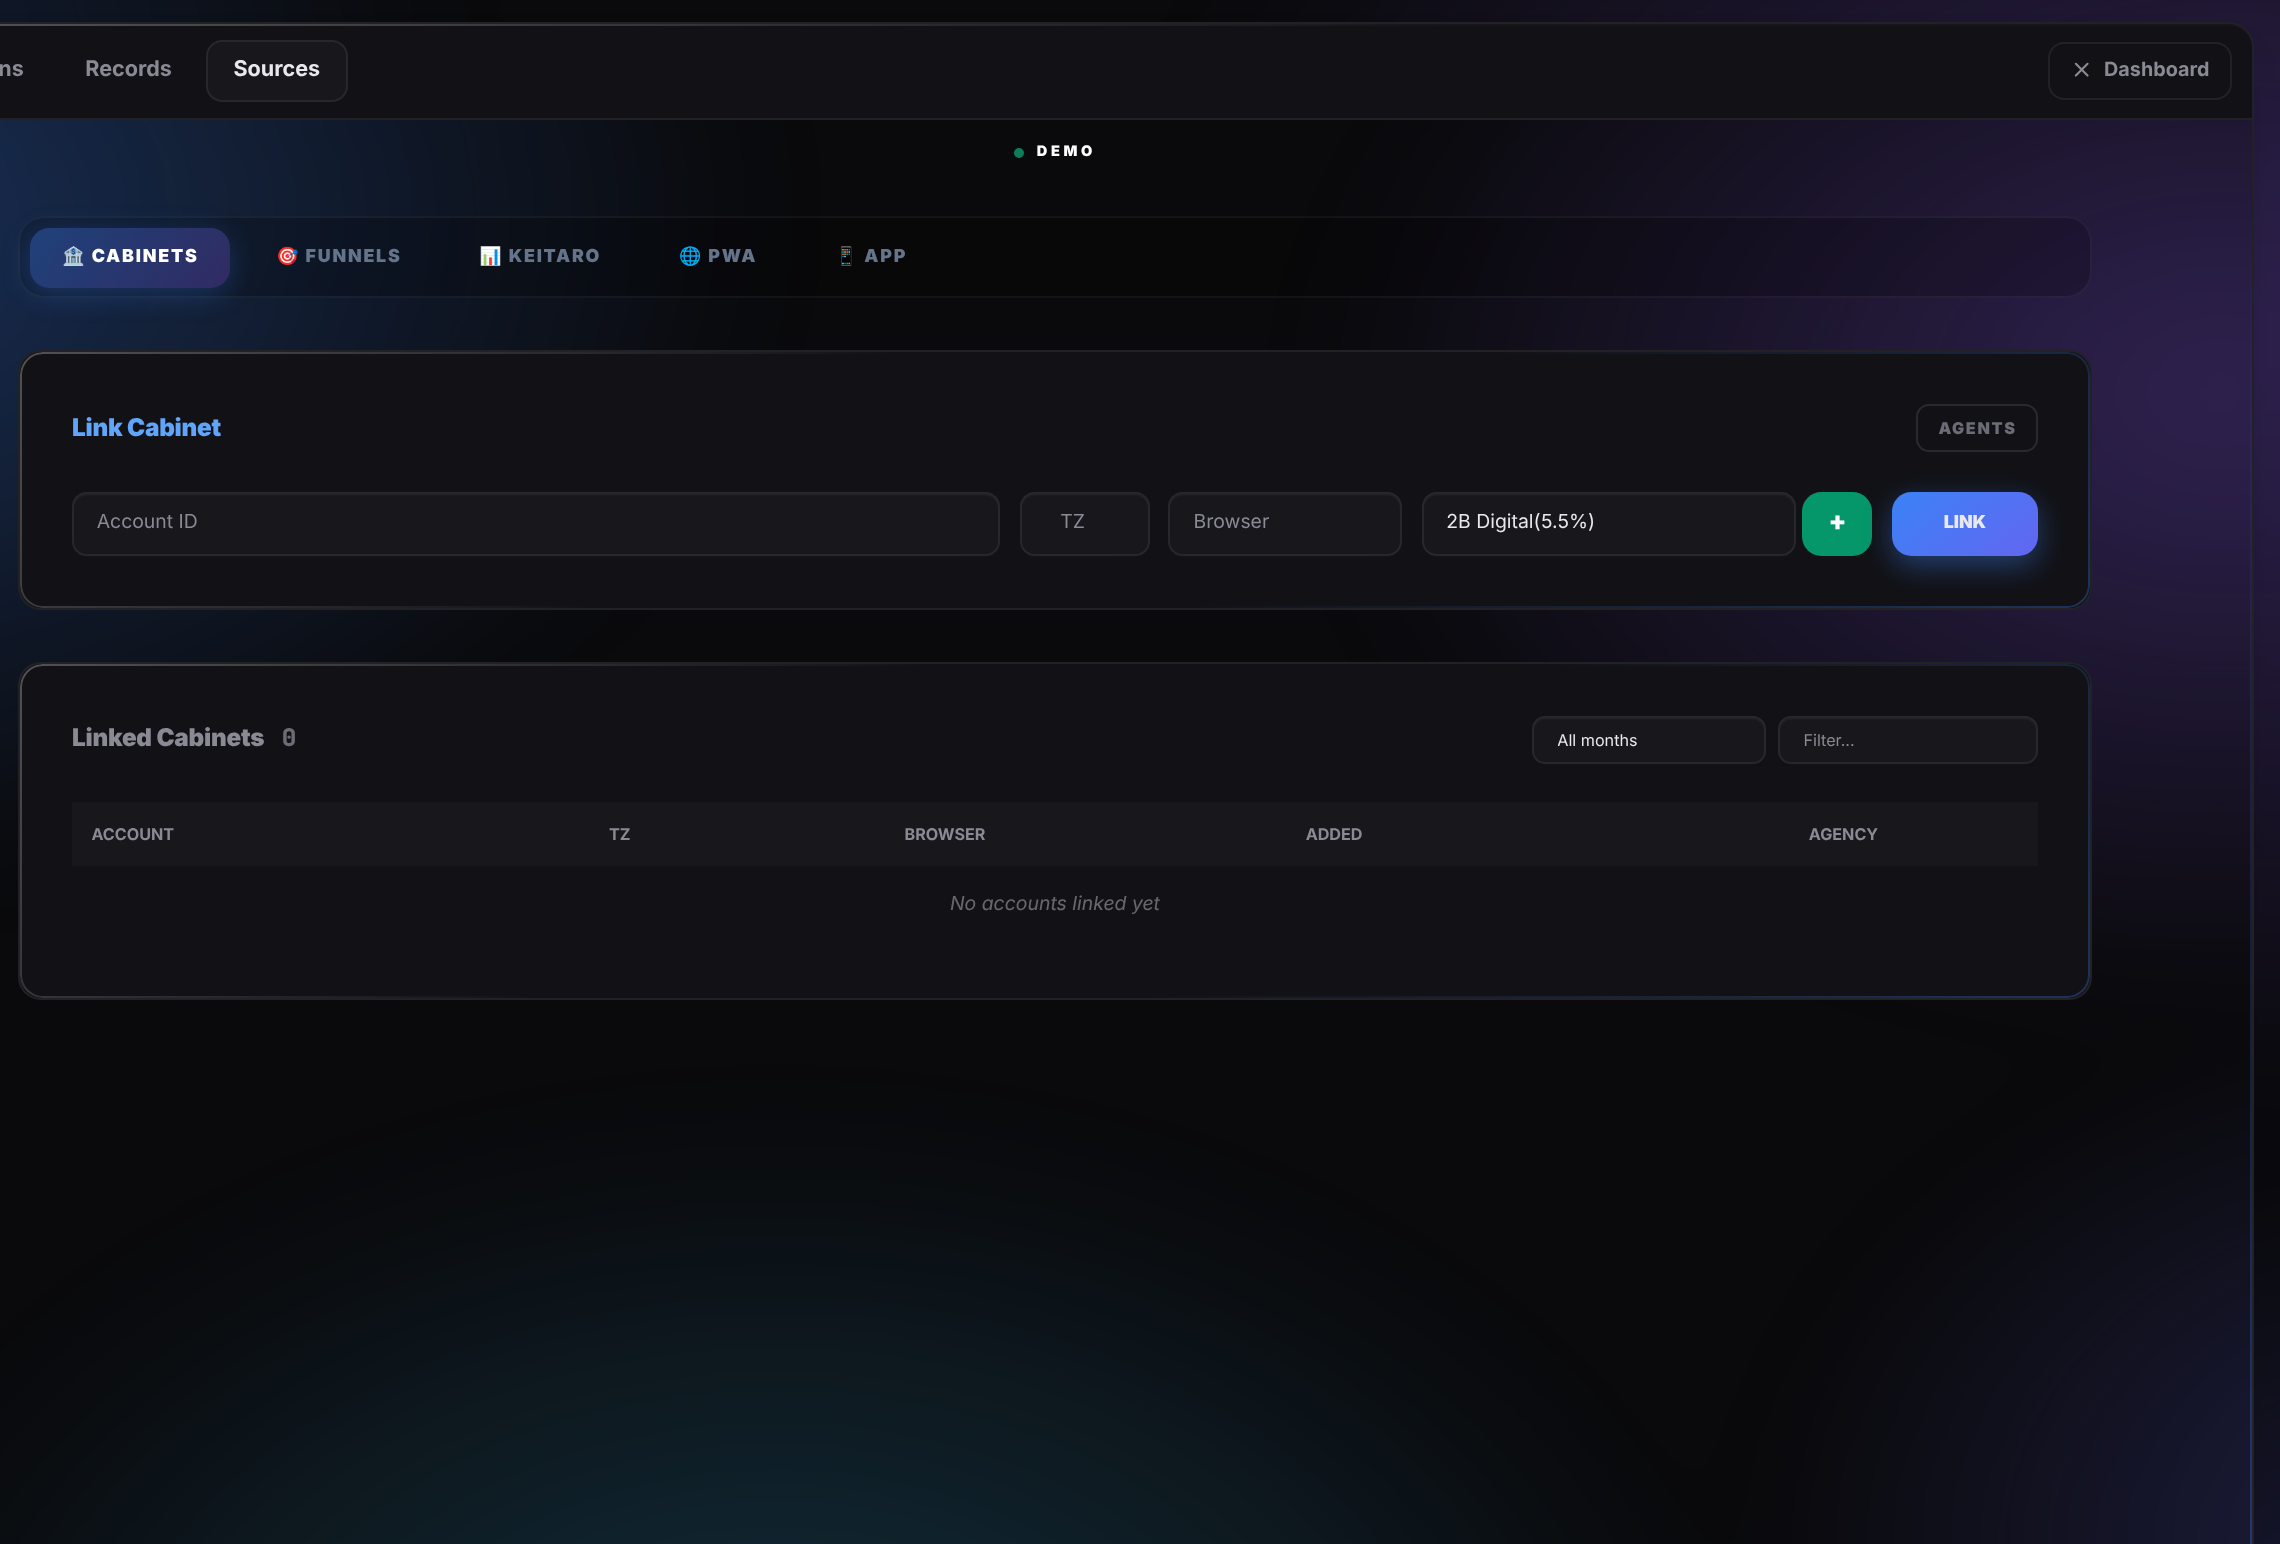 ns Records Sources × Dashboard
DEMO
CABINETS FUNNELS KEITARO PWA APP
Link Cabinet AGENTS
Account ID TZ Browser 2B Digital(5.5%) + LINK
Linked Cabinets 0 All months Filter...
ACCOUNT TZ BROWSER ADDED AGENCY
No accounts linked yet